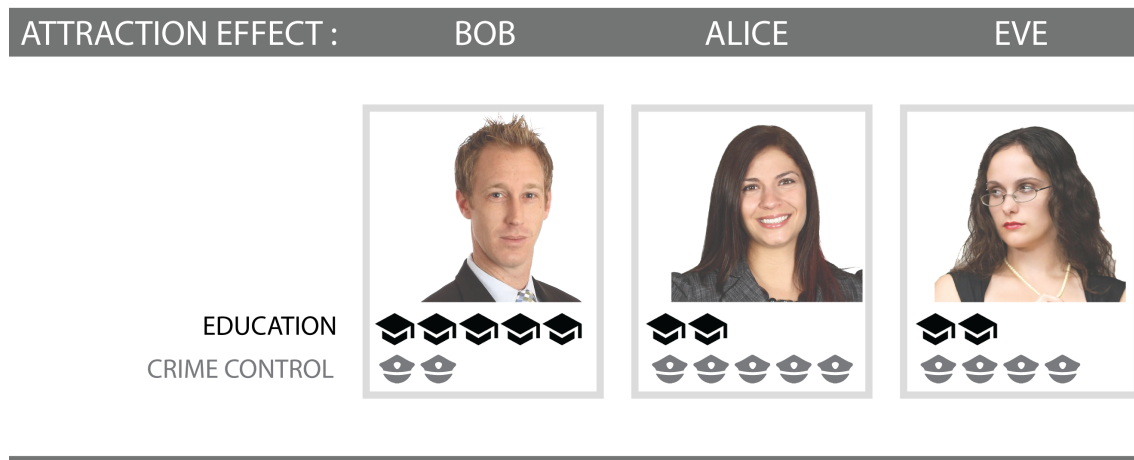 ATTRACTION EFFECT : BOB ALICE EVE
EDUCATION
CRIME CONTROL